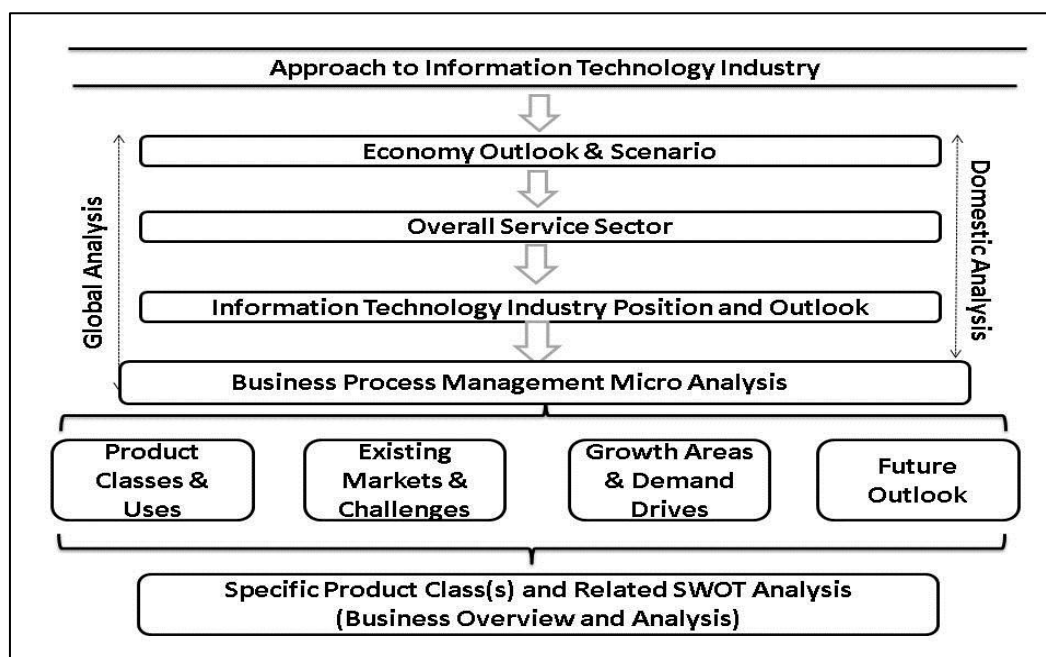 Approach to Information Technology Industry
Economy Outlook & Scenario
Overall Service Sector
Information Technology Industry Position and Outlook
Business Process Management Micro Analysis
Global Analysis
Domestic Analysis
Product
Classes &
Uses
Existing
Markets &
Challenges
Growth Areas
& Demand
Drives
Future
Outlook
Specific Product Class(s) and Related SWOT Analysis
(Business Overview and Analysis)